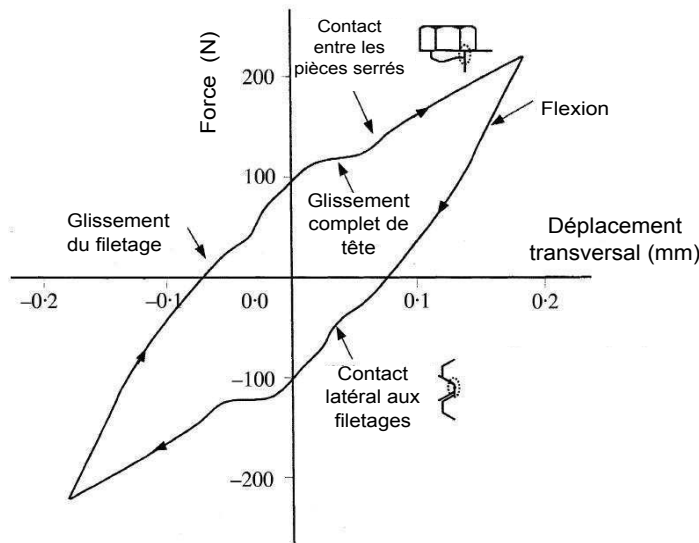 Contact
entre les
pièces serrés
Force (N)
200
Flexion
100
Glissement
complet de
tête
Glissement
du filetage
Déplacement
transversal (mm)
–0·2
–0·1
0·0
0·1
0·2
–100
Contact
latéral aux
filetages
–200